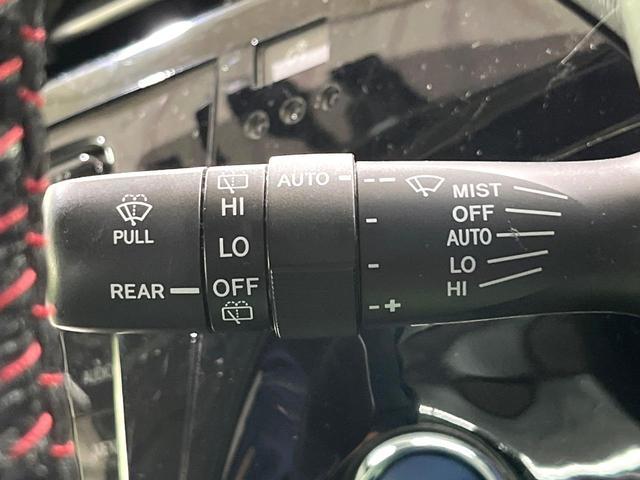 PULL
REAR
HI
LO
OFF
AUTO
--
-
-
-+
MIST
OFF
AUTO
LO
HI